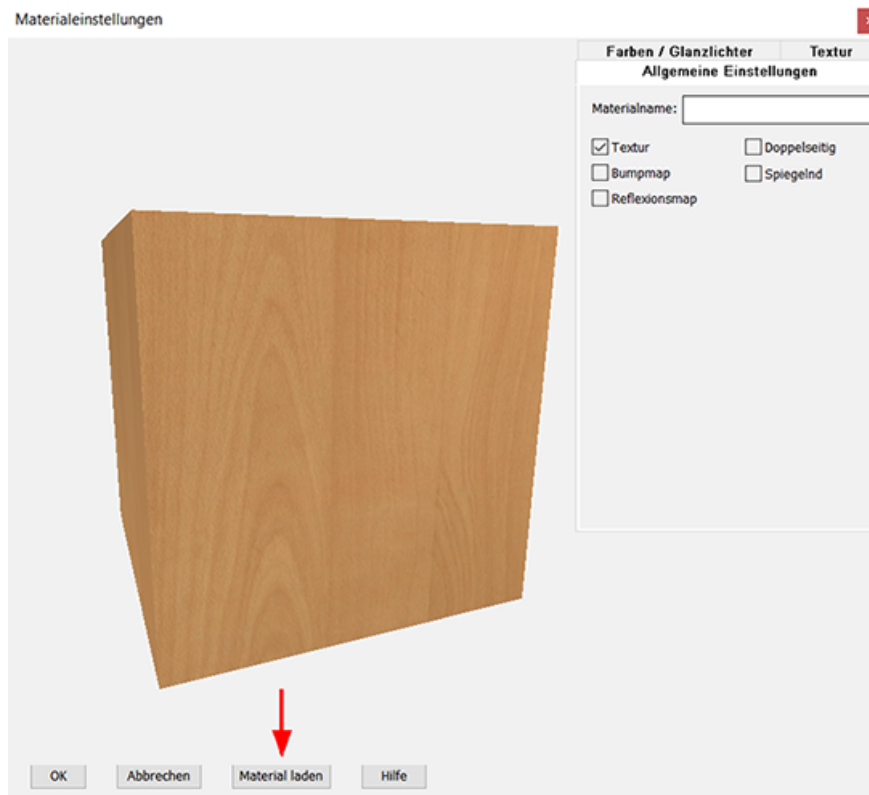 Materialeinstellungen
Farben / Glanzlichter Textur
Allgemeine Einstellungen
Materialname:
Textur Doppelseitig
Bumpmap Spiegelnd
Reflexionsmap
OK Abbrechen Material laden Hilfe